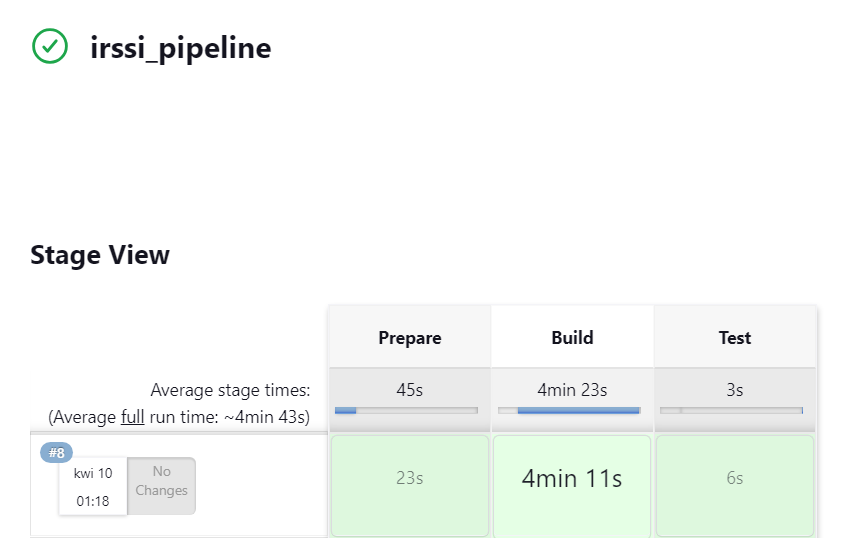 irssi_pipeline
Stage View
Prepare Build Test
Average stage times:
(Average full run time: ~4min 43s)
45s 4min 23s 3s
#8
kwi 10
01:18
No
Changes
23s 4min 11s 6s